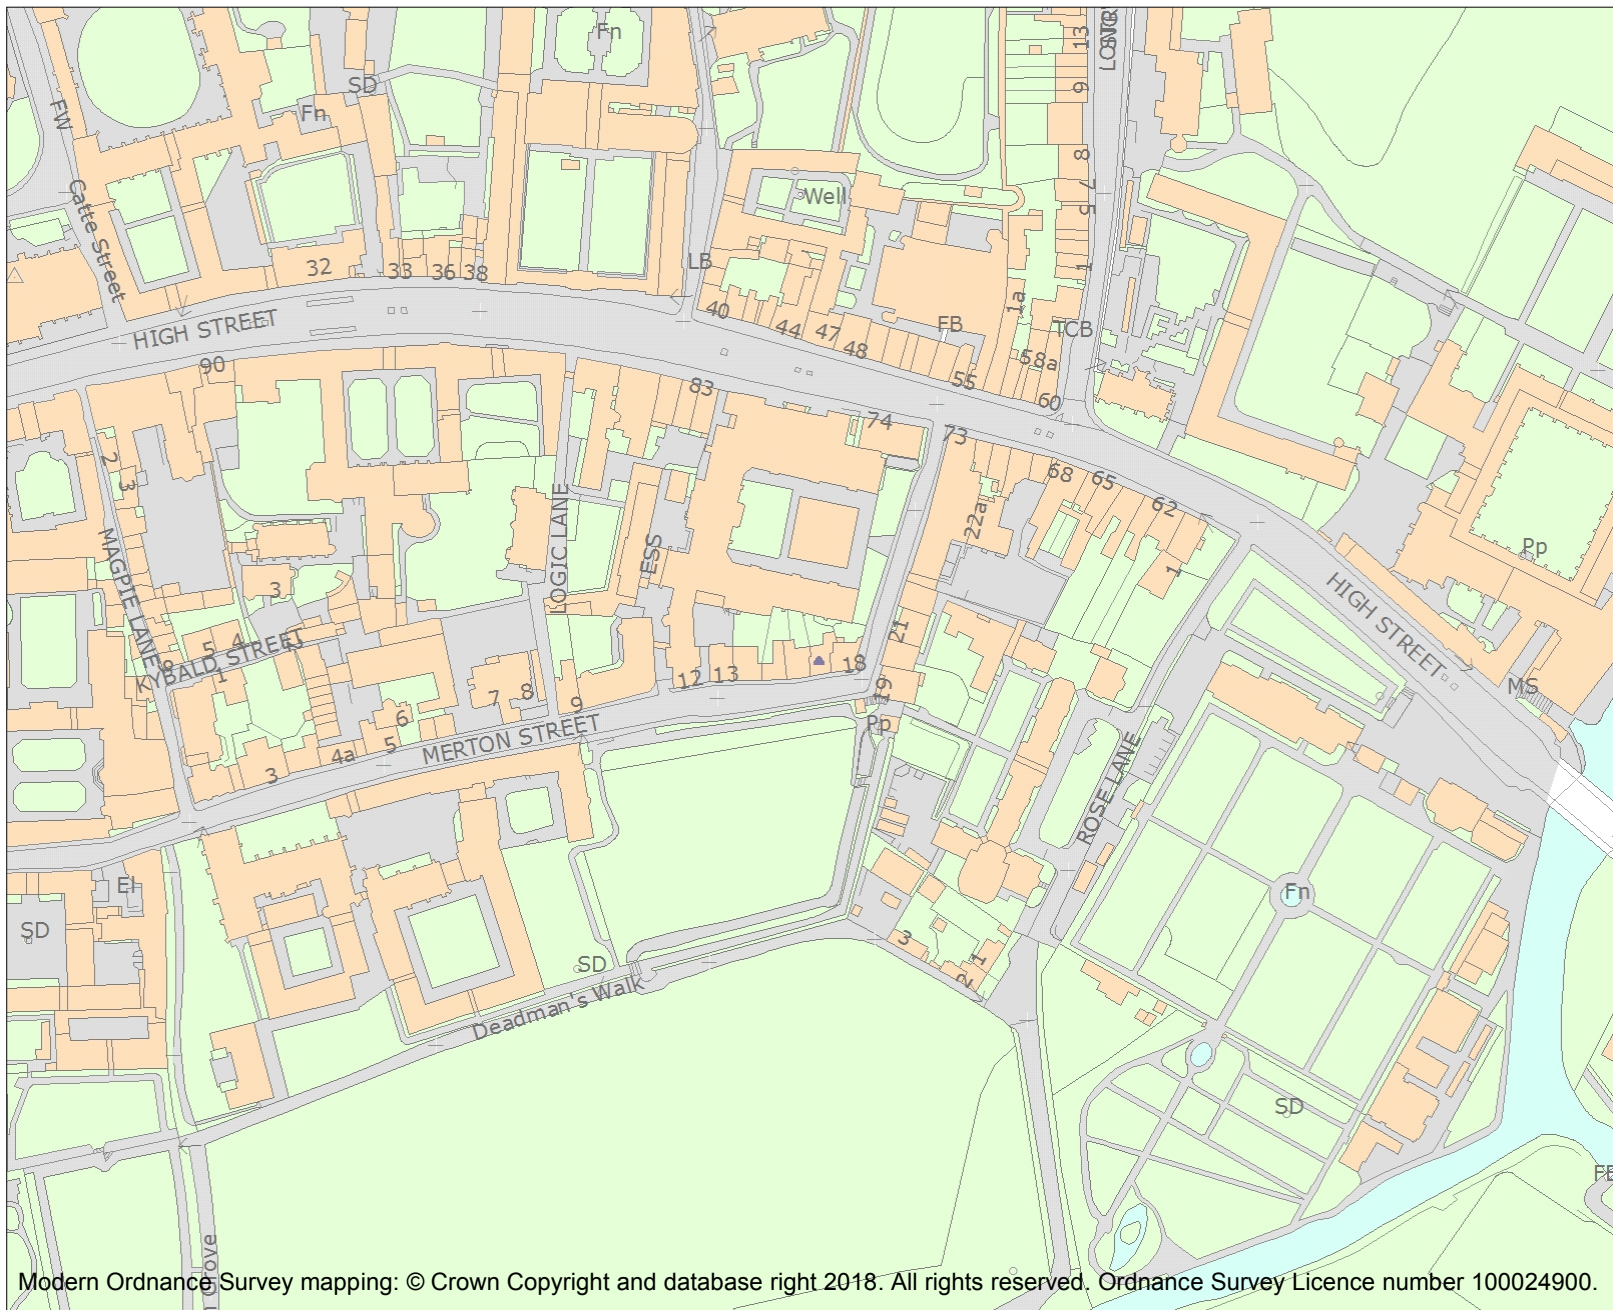 Fn
13
FW
SD
Fn
9
8
7
5
Catte Street
Well
32
33
36
38
LB
1
1a
HIGH STREET
40
44
47
48
FB
TCB
58a
90
83
55
60
74
73
68
65
62
2
3
LOGIC LANE
22a
ESS
Pp
MAGPIE LANE
3
1
HIGH STREET
5
4
9
KYBALD STREET
1
21
12
13
18
19
MS
7
8
9
6
5
4a
3
MERTON STREET
Pp
ROSE LANE
El
SD
Fn
SD
3
1
2
Deadman's Walk
SD
Grove
Modern Ordnance Survey mapping: © Crown Copyright and database right 2018. All rights reserved. Ordnance Survey Licence number 100024900.